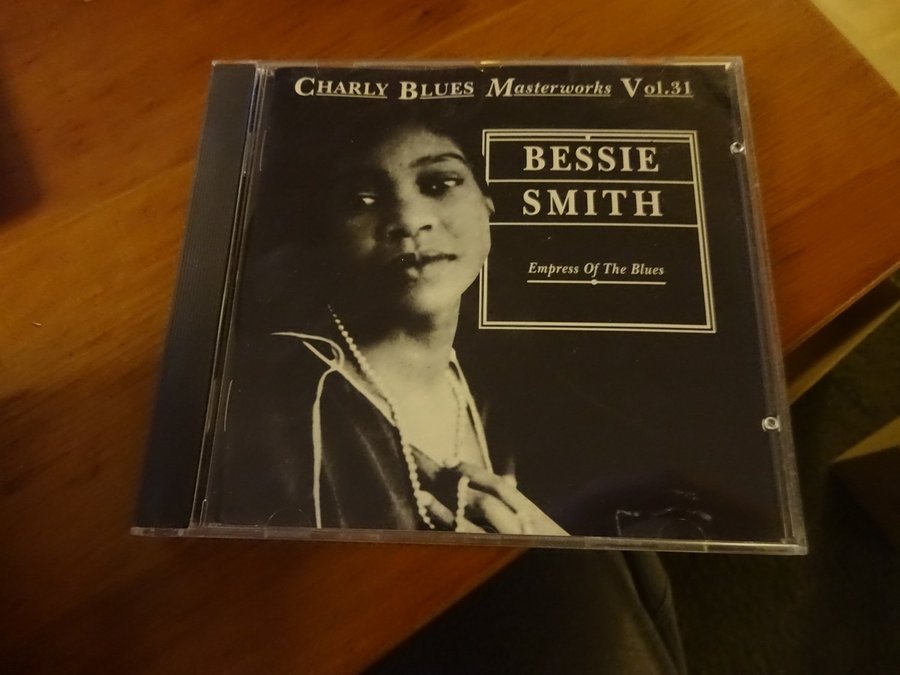 Charly Blues Masterworks Vol.31
BESSIE
SMITH
Empress Of The Blues